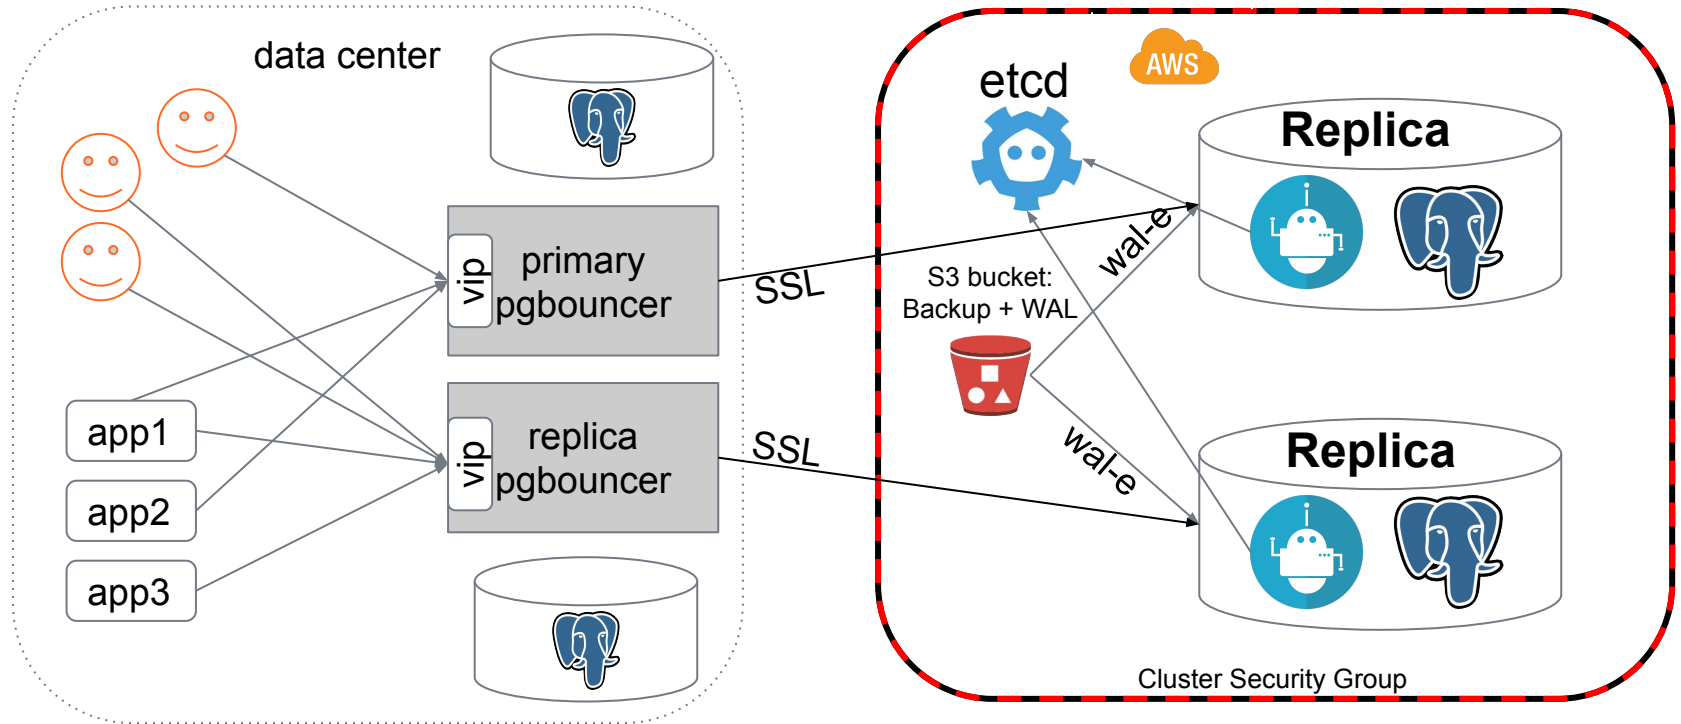 data center
vip
primary
pgbouncer
vip
replica
pgbouncer
app1
app2
app3
SSL
SSL
AWS
etcd
S3 bucket:
Backup + WAL
wal-e
wal-e
Replica
Replica
Cluster Security Group